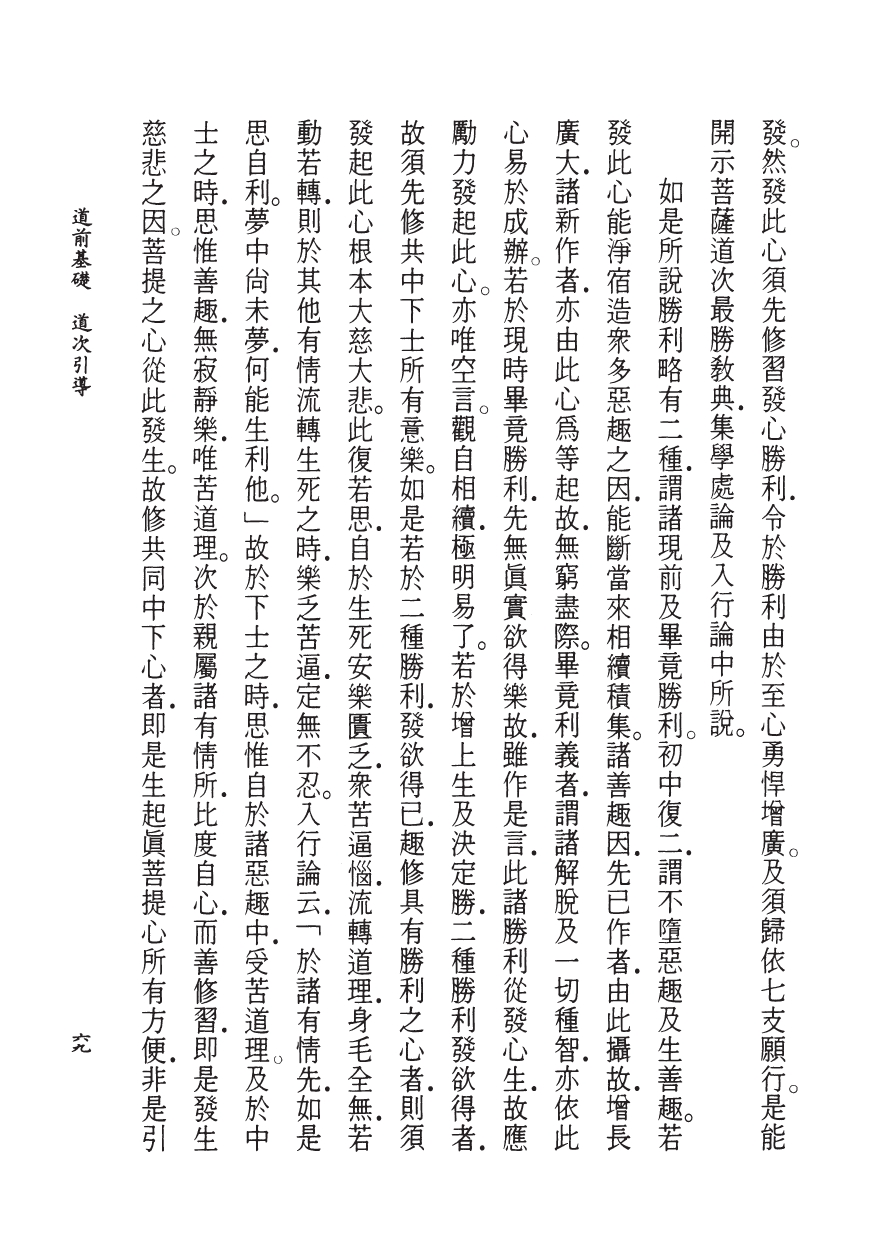 發。然發此心須先修習發心勝利．令於勝利由於至心勇悍增廣。及須歸依七支願行。是能
開示菩薩道次最勝敎典．集學處論及入行論中所說。
如是所說勝利略有二種．謂諸現前及畢竟勝利。初中復二．謂不墮惡趣及生善趣。若
發此心能淨宿造衆多惡趣之因．能斷當來相續積集。諸善趣因．先已作者．由此攝故．增長
廣大．諸新作者．亦由此心爲等起故．無窮盡際。畢竟利義者．謂諸解脫及一切種智．亦依此
心易於成辦。若於現時畢竟勝利．先無眞實欲得樂故．雖作是言．此諸勝利從發心生．故應
勵力發起此心。亦唯空言。觀自相續．極明易了。若於增上生及決定勝．二種勝利發欲得者．
故須先修共中下士所有意樂。如是若於二種勝利．發欲得已．趣修具有勝利之心者．則須
發起此心根本大慈大悲。此復若思．自於生死安樂匱乏．衆苦逼惱．流轉道理．身毛全無．若
動若轉．則於其他有情流轉生死之時．樂乏苦逼．定無不忍。入行論云．「於諸有情先．如是
思自利。夢中尙未夢．何能生利他。」故於下士之時．思惟自於諸惡趣中．受苦道理。及於中
士之時．思惟善趣．無寂靜樂．唯苦道理。次於親屬諸有情所．比度自心．而善修習．即是發生
慈悲之因。菩提之心從此發生。故修共同中下心者．即是生起眞菩提心所有方便．非是引
道前基礎　道次引導
六九